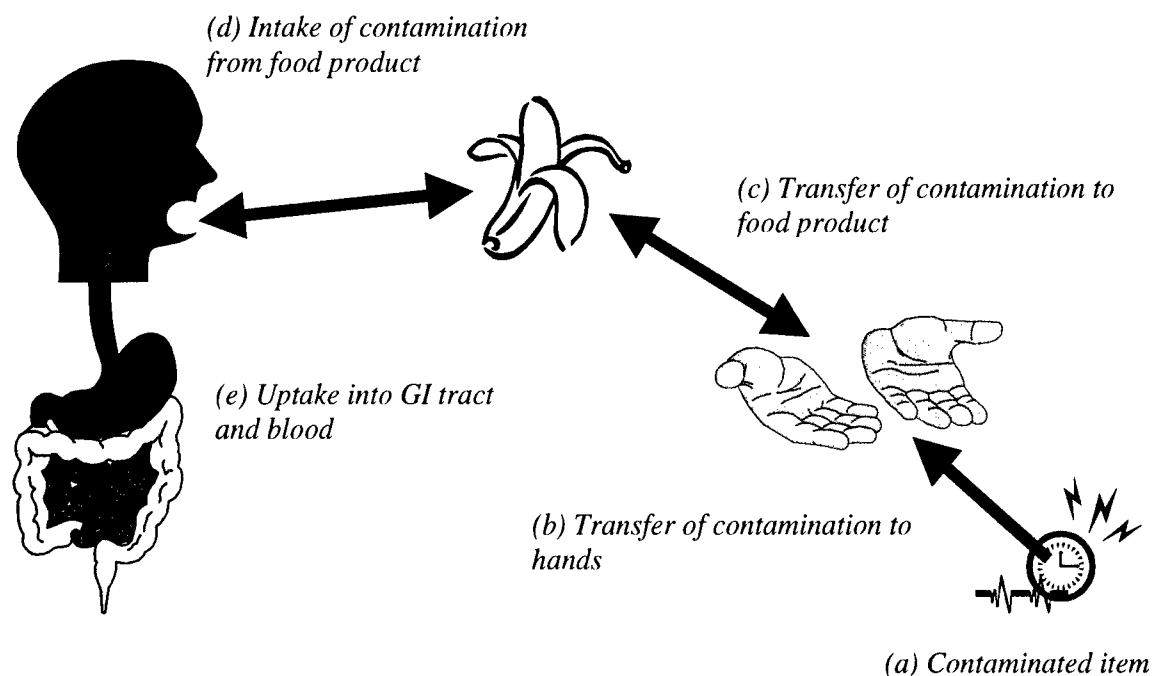 (d) Intake of contamination
from food product
(c) Transfer of contamination to
food product
(e) Uptake into GI tract
and blood
(b) Transfer of contamination to
hands
(a) Contaminated item